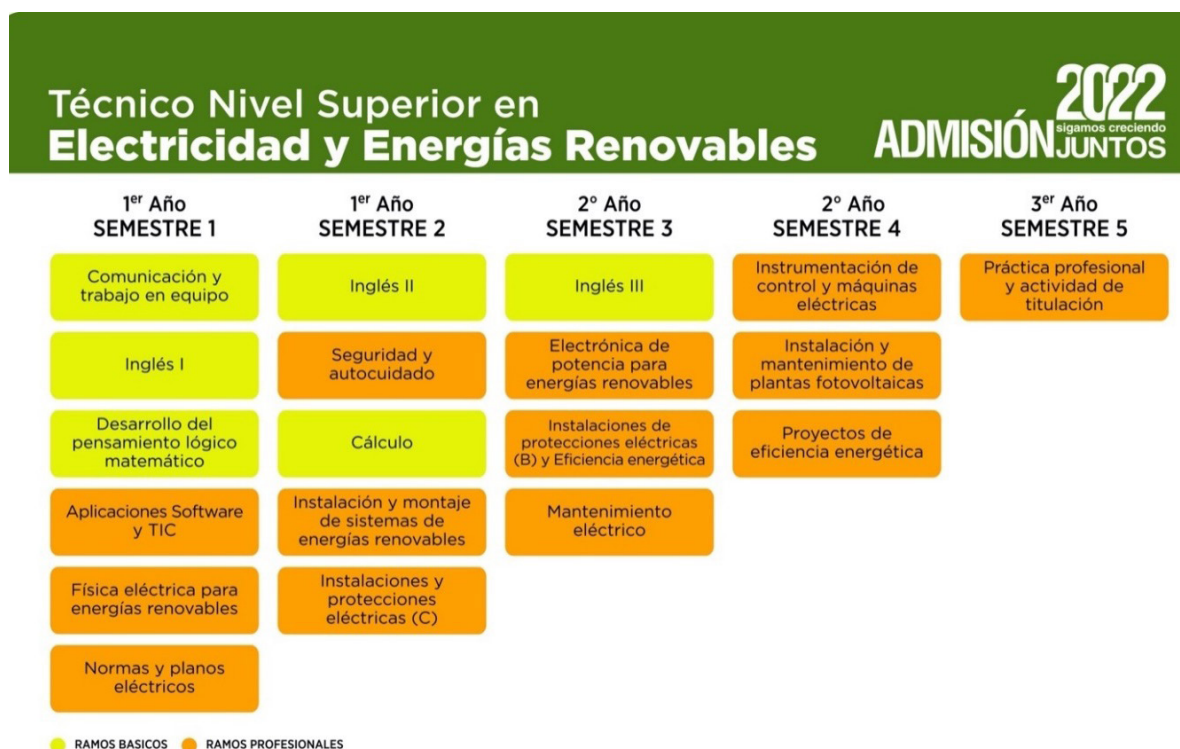 Técnico Nivel Superior en
Electricidad y Energías Renovables
ADMISIÓN
2022
sigamos creciendo
JUNTOS
1er Año
SEMESTRE 1
Comunicación y
trabajo en equipo
Inglés I
Desarrollo del
pensamiento lógico
matemático
Aplicaciones Software
y TIC
Física eléctrica para
energías renovables
Normas y planos
eléctricos
1er Año
SEMESTRE 2
Inglés II
Seguridad y
autocuidado
Cálculo
Instalación y montaje
de sistemas de
energías renovables
Instalaciones y
protecciones
eléctricas (C)
2° Año
SEMESTRE 3
Inglés III
Electrónica de
potencia para
energías renovables
Instalaciones de
protecciones eléctricas
(B) y Eficiencia energética
Mantenimiento
eléctrico
2° Año
SEMESTRE 4
Instrumentación de
control y máquinas
eléctricas
Instalación y
mantenimiento de
plantas fotovoltaicas
Proyectos de
eficiencia energética
3er Año
SEMESTRE 5
Práctica profesional
y actividad de
titulación
RAMOS BASICOS
RAMOS PROFESIONALES